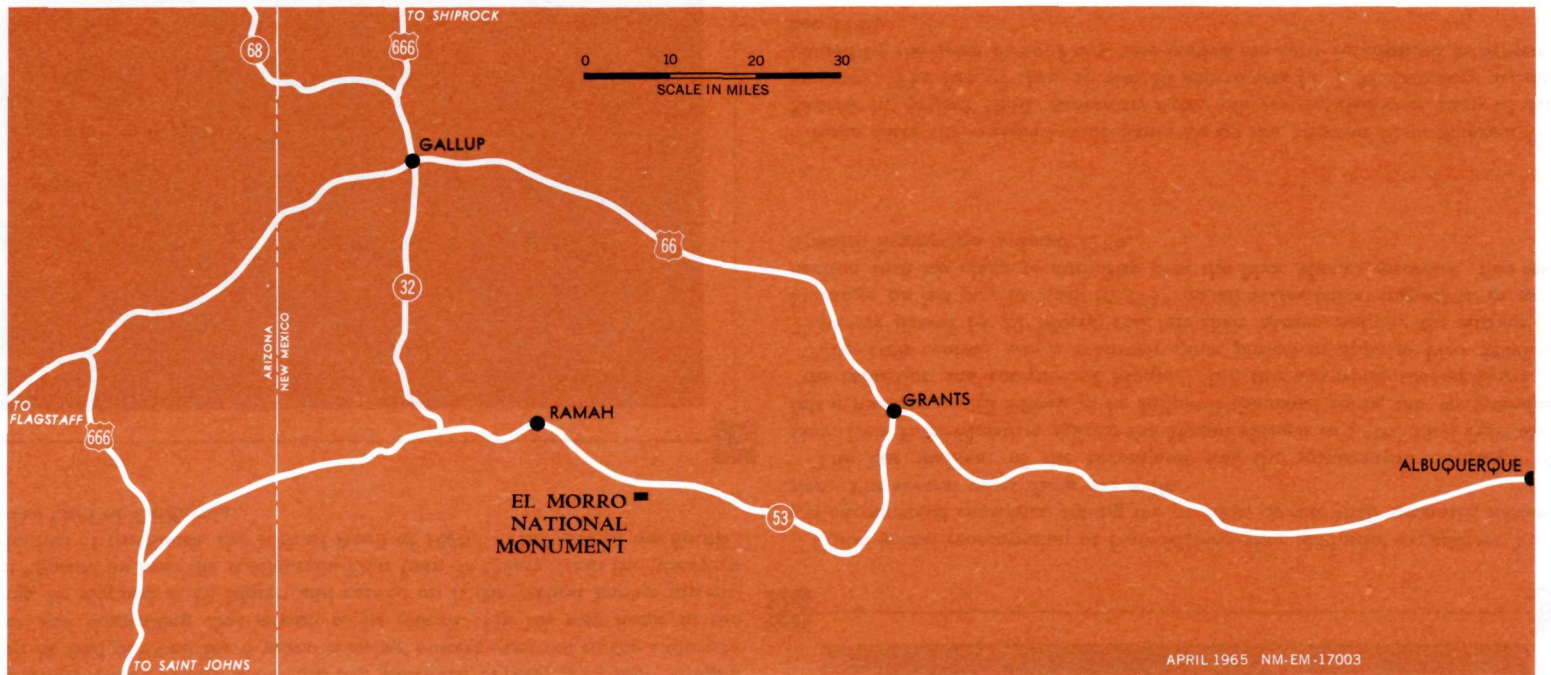 TO SHIPROCK
68
666
0 10 20 30
SCALE IN MILES
GALLUP
66
32
ARIZONA
NEW MEXICO
TO
FLAGSTAFF
666
RAMAH
GRANTS
ALBUQUERQUE
EL MORRO
NATIONAL
MONUMENT
53
TO SAINT JOHNS
APRIL 1965 NM-EM-17003